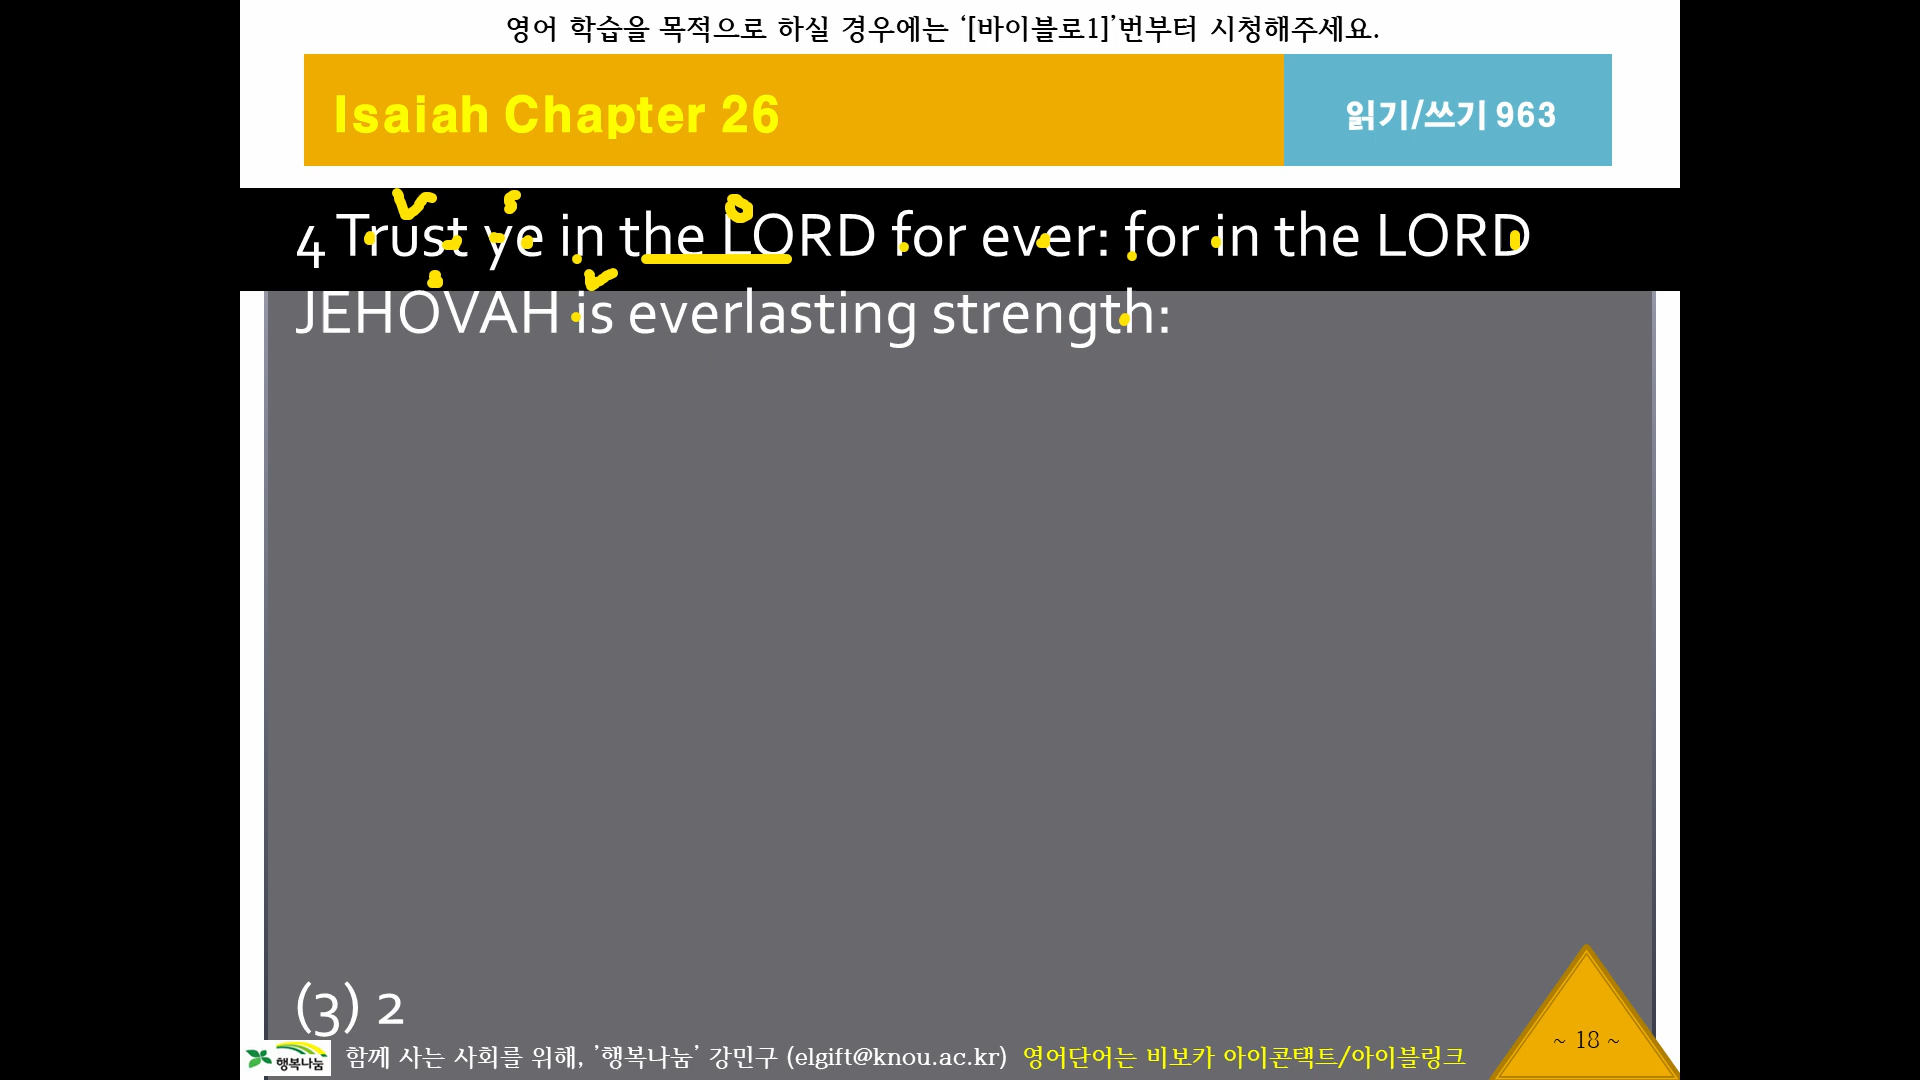 영어 학습을 목적으로 하실 경우에는 ‘[바이블로1]’번부터 시청해주세요.
Isaiah Chapter 26
읽기/쓰기 963
4 Trust ye in the LORD for ever: for in the LORD
JEHOVAH is everlasting strength:
(3) 2
~ 18 ~
행복나눔 함께 사는 사회를 위해, ’행복나눔’ 강민구 (elgift@knou.ac.kr) 영어단어는 비보카 아이콘택트/아이블링크